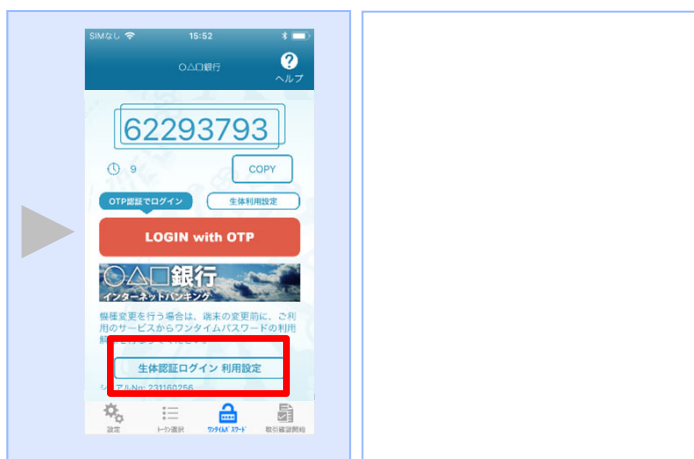 SIMなし 15:52
○△□銀行
ヘルプ
62293793
9
COPY
OTP認証でログイン
生体利用設定
LOGIN with OTP
○△□銀行
インターネットバンキング
機種変更を行う場合は、端末の変更前に、ご利
用のサービスからワンタイムパスワードの利用
生体認証ログイン 利用設定
シリアルNo: 231160256
設定
トークン選択
ワンタイムパスワード
取引確認開始